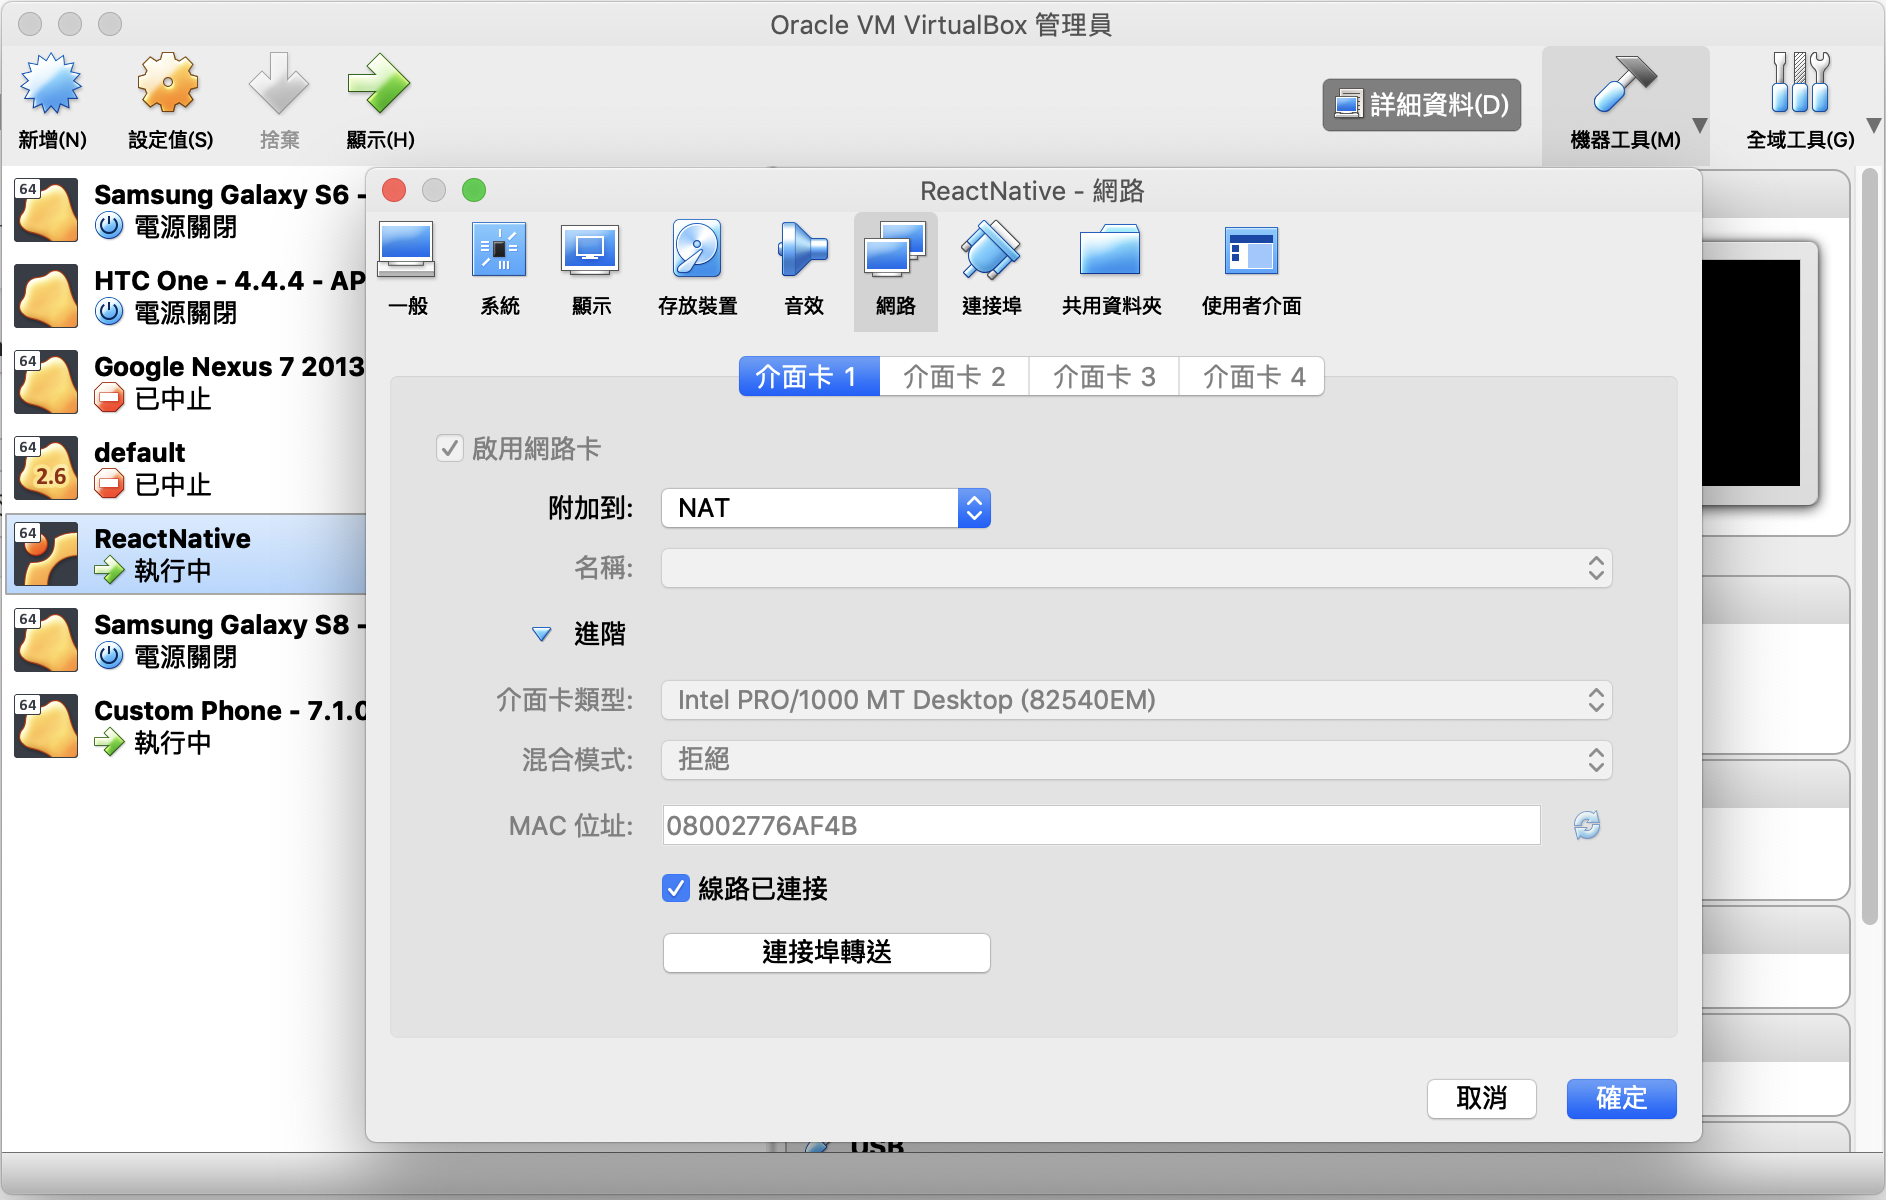 Oracle VM VirtualBox 管理員
新增(N)
設定值(S)
捨棄
顯示(H)
詳細資料(D)
機器工具(M)
全域工具(G)
64
Samsung Galaxy S6 -
電源關閉
HTC One - 4.4.4 - AP
電源關閉
64
Google Nexus 7 2013
已中止
64
2.6
default
已中止
64
ReactNative
執行中
64
Samsung Galaxy S8 -
電源關閉
64
Custom Phone - 7.1.0
執行中
ReactNative - 網路
一般
系統
顯示
存放裝置
音效
網路
連接埠
共用資料夾
使用者介面
介面卡 1
介面卡 2
介面卡 3
介面卡 4
啟用網路卡
附加到: NAT
名稱:
進階
介面卡類型: Intel PRO/1000 MT Desktop (82540EM)
混合模式: 拒絕
MAC 位址: 08002776AF4B
線路已連接
連接埠轉送
取消
確定
USB